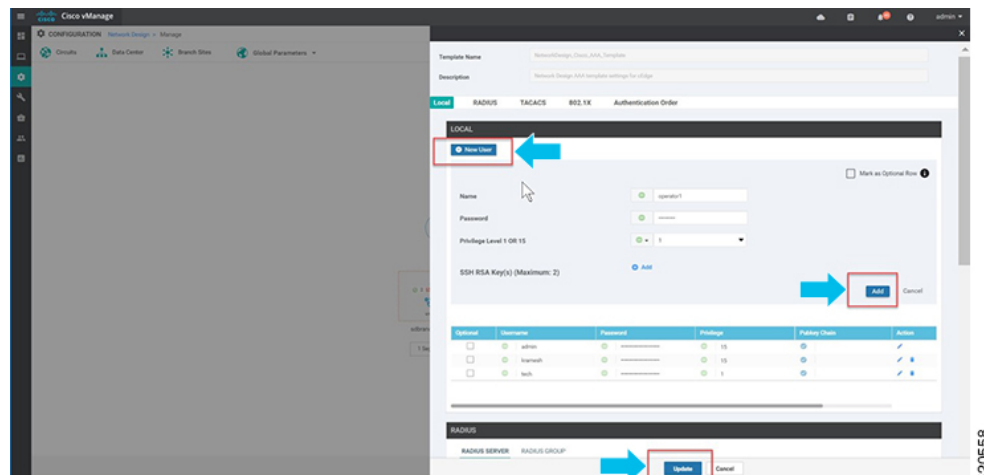 Cisco vManage
admin
CONFIGURATION Network Design > Manage
Circuits Data Center Branch Sites Global Parameters
Template Name NetworkDesign_Cisco_AAA_Template
Description Network Design AAA template settings for vEdge
Local RADIUS TACACS 802.1X Authentication Order
LOCAL
New User
Mark as Optional Row
Name operator1
Password
Privilege Level 1 OR 15 1
SSH RSA Key(s) (Maximum: 2) Add
Add Cancel
Optional Username Password Privilege Pubkey Chain Action
admin 15
15
tech 1
RADIUS
RADIUS SERVER RADIUS GROUP
Update Cancel